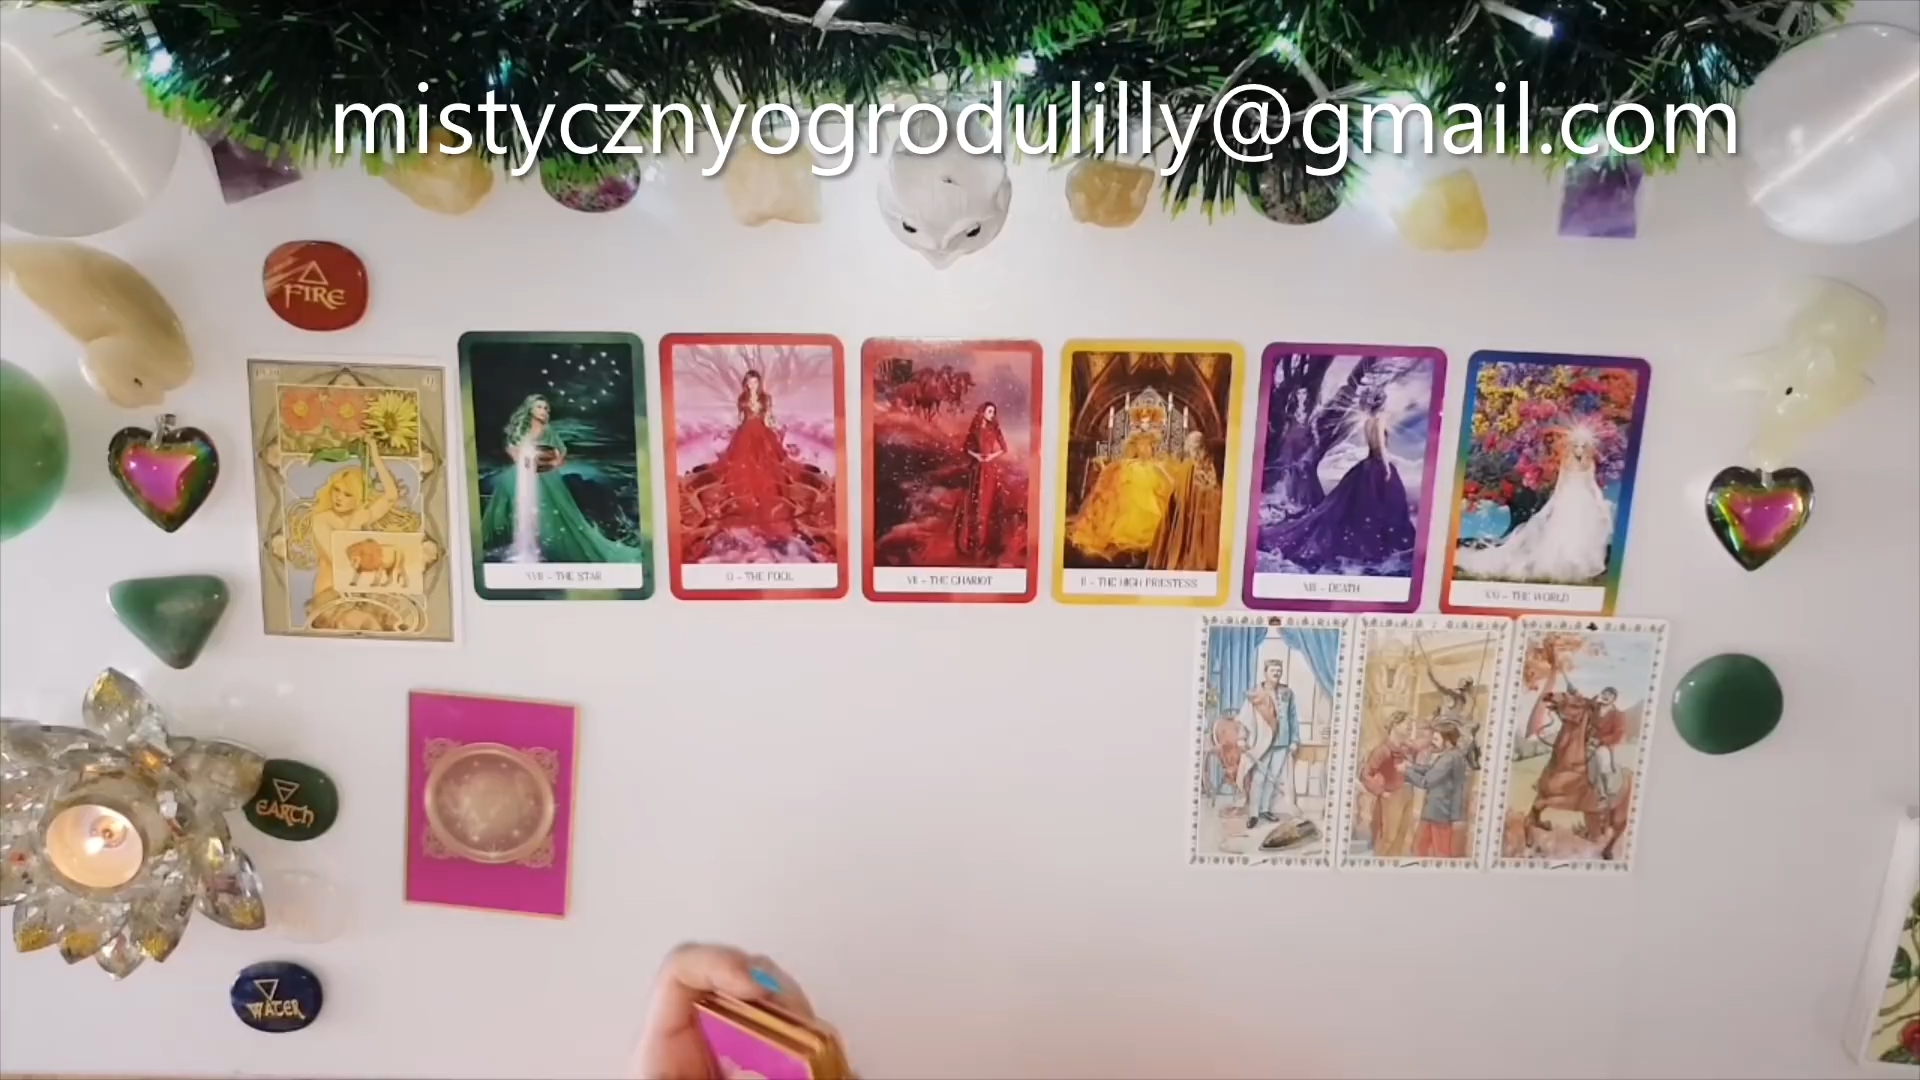 mistycznyogrodulilly@gmail.com
FIRE
XVII - THE STAR
0 - THE FOOL
VII - THE CHARIOT
II - THE HIGH PRIESTESS
XIII - DEATH
XXI - THE WORLD
EARTH
WATER